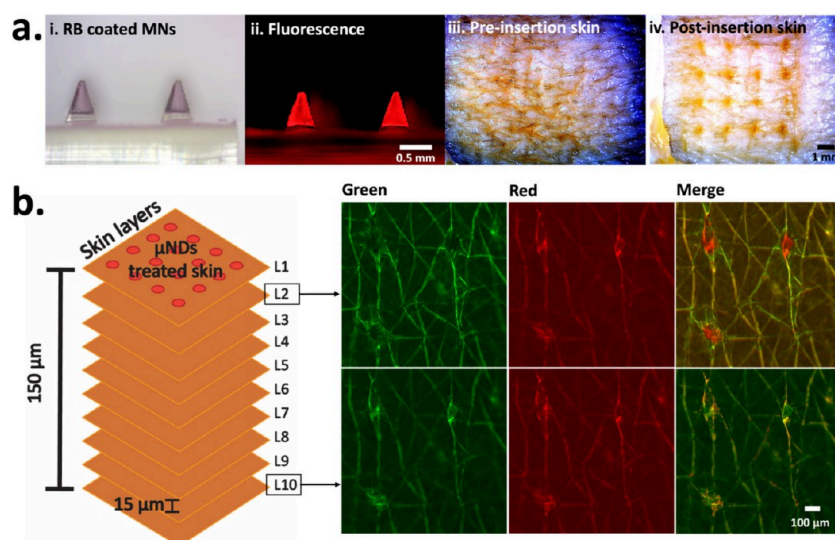 a.
i. RB coated MNs
ii. Fluorescence
iii. Pre-insertion skin
iv. Post-insertion skin
0.5 mm
1 mm
b.
Skin layers
μNDs
treated skin
150 μm
15 μm
L1
L2
L3
L4
L5
L6
L7
L8
L9
L10
Green
Red
Merge
100 μm